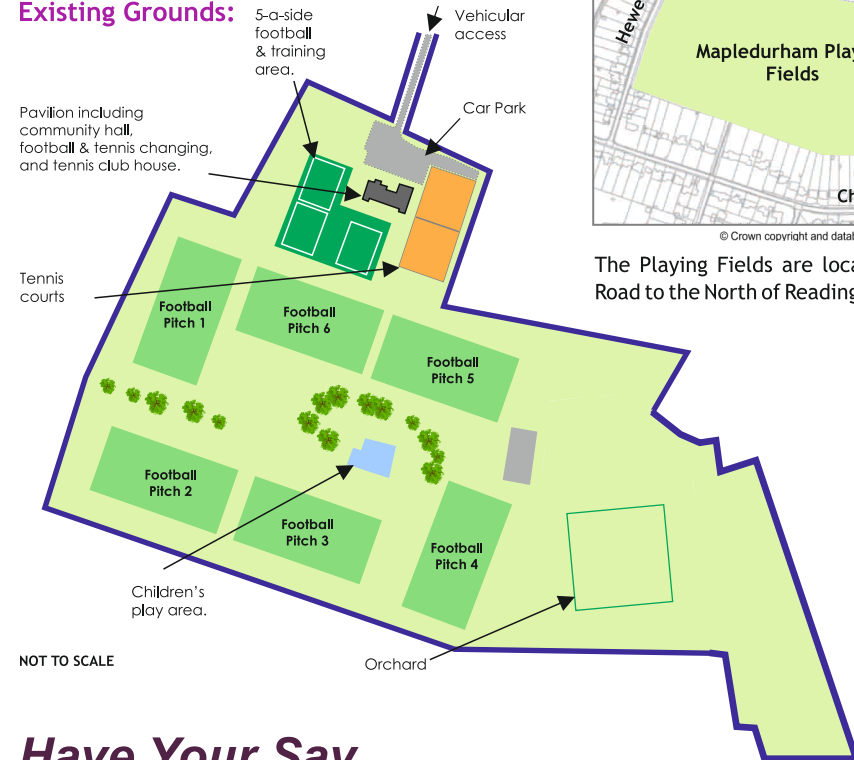 Existing Grounds:
5-a-side
football
& training
area.
Vehicular
access
Car Park
Pavilion including
community hall,
football & tennis changing,
and tennis club house.
Tennis
courts
Football
Pitch 1
Football
Pitch 6
Football
Pitch 5
Football
Pitch 2
Football
Pitch 3
Football
Pitch 4
Children's
play area.
Orchard
NOT TO SCALE
Mapledurham Play
Fields
Hewe
Ch
© Crown copyright and datab
The Playing Fields are loca
Road to the North of Reading
Have Your Say